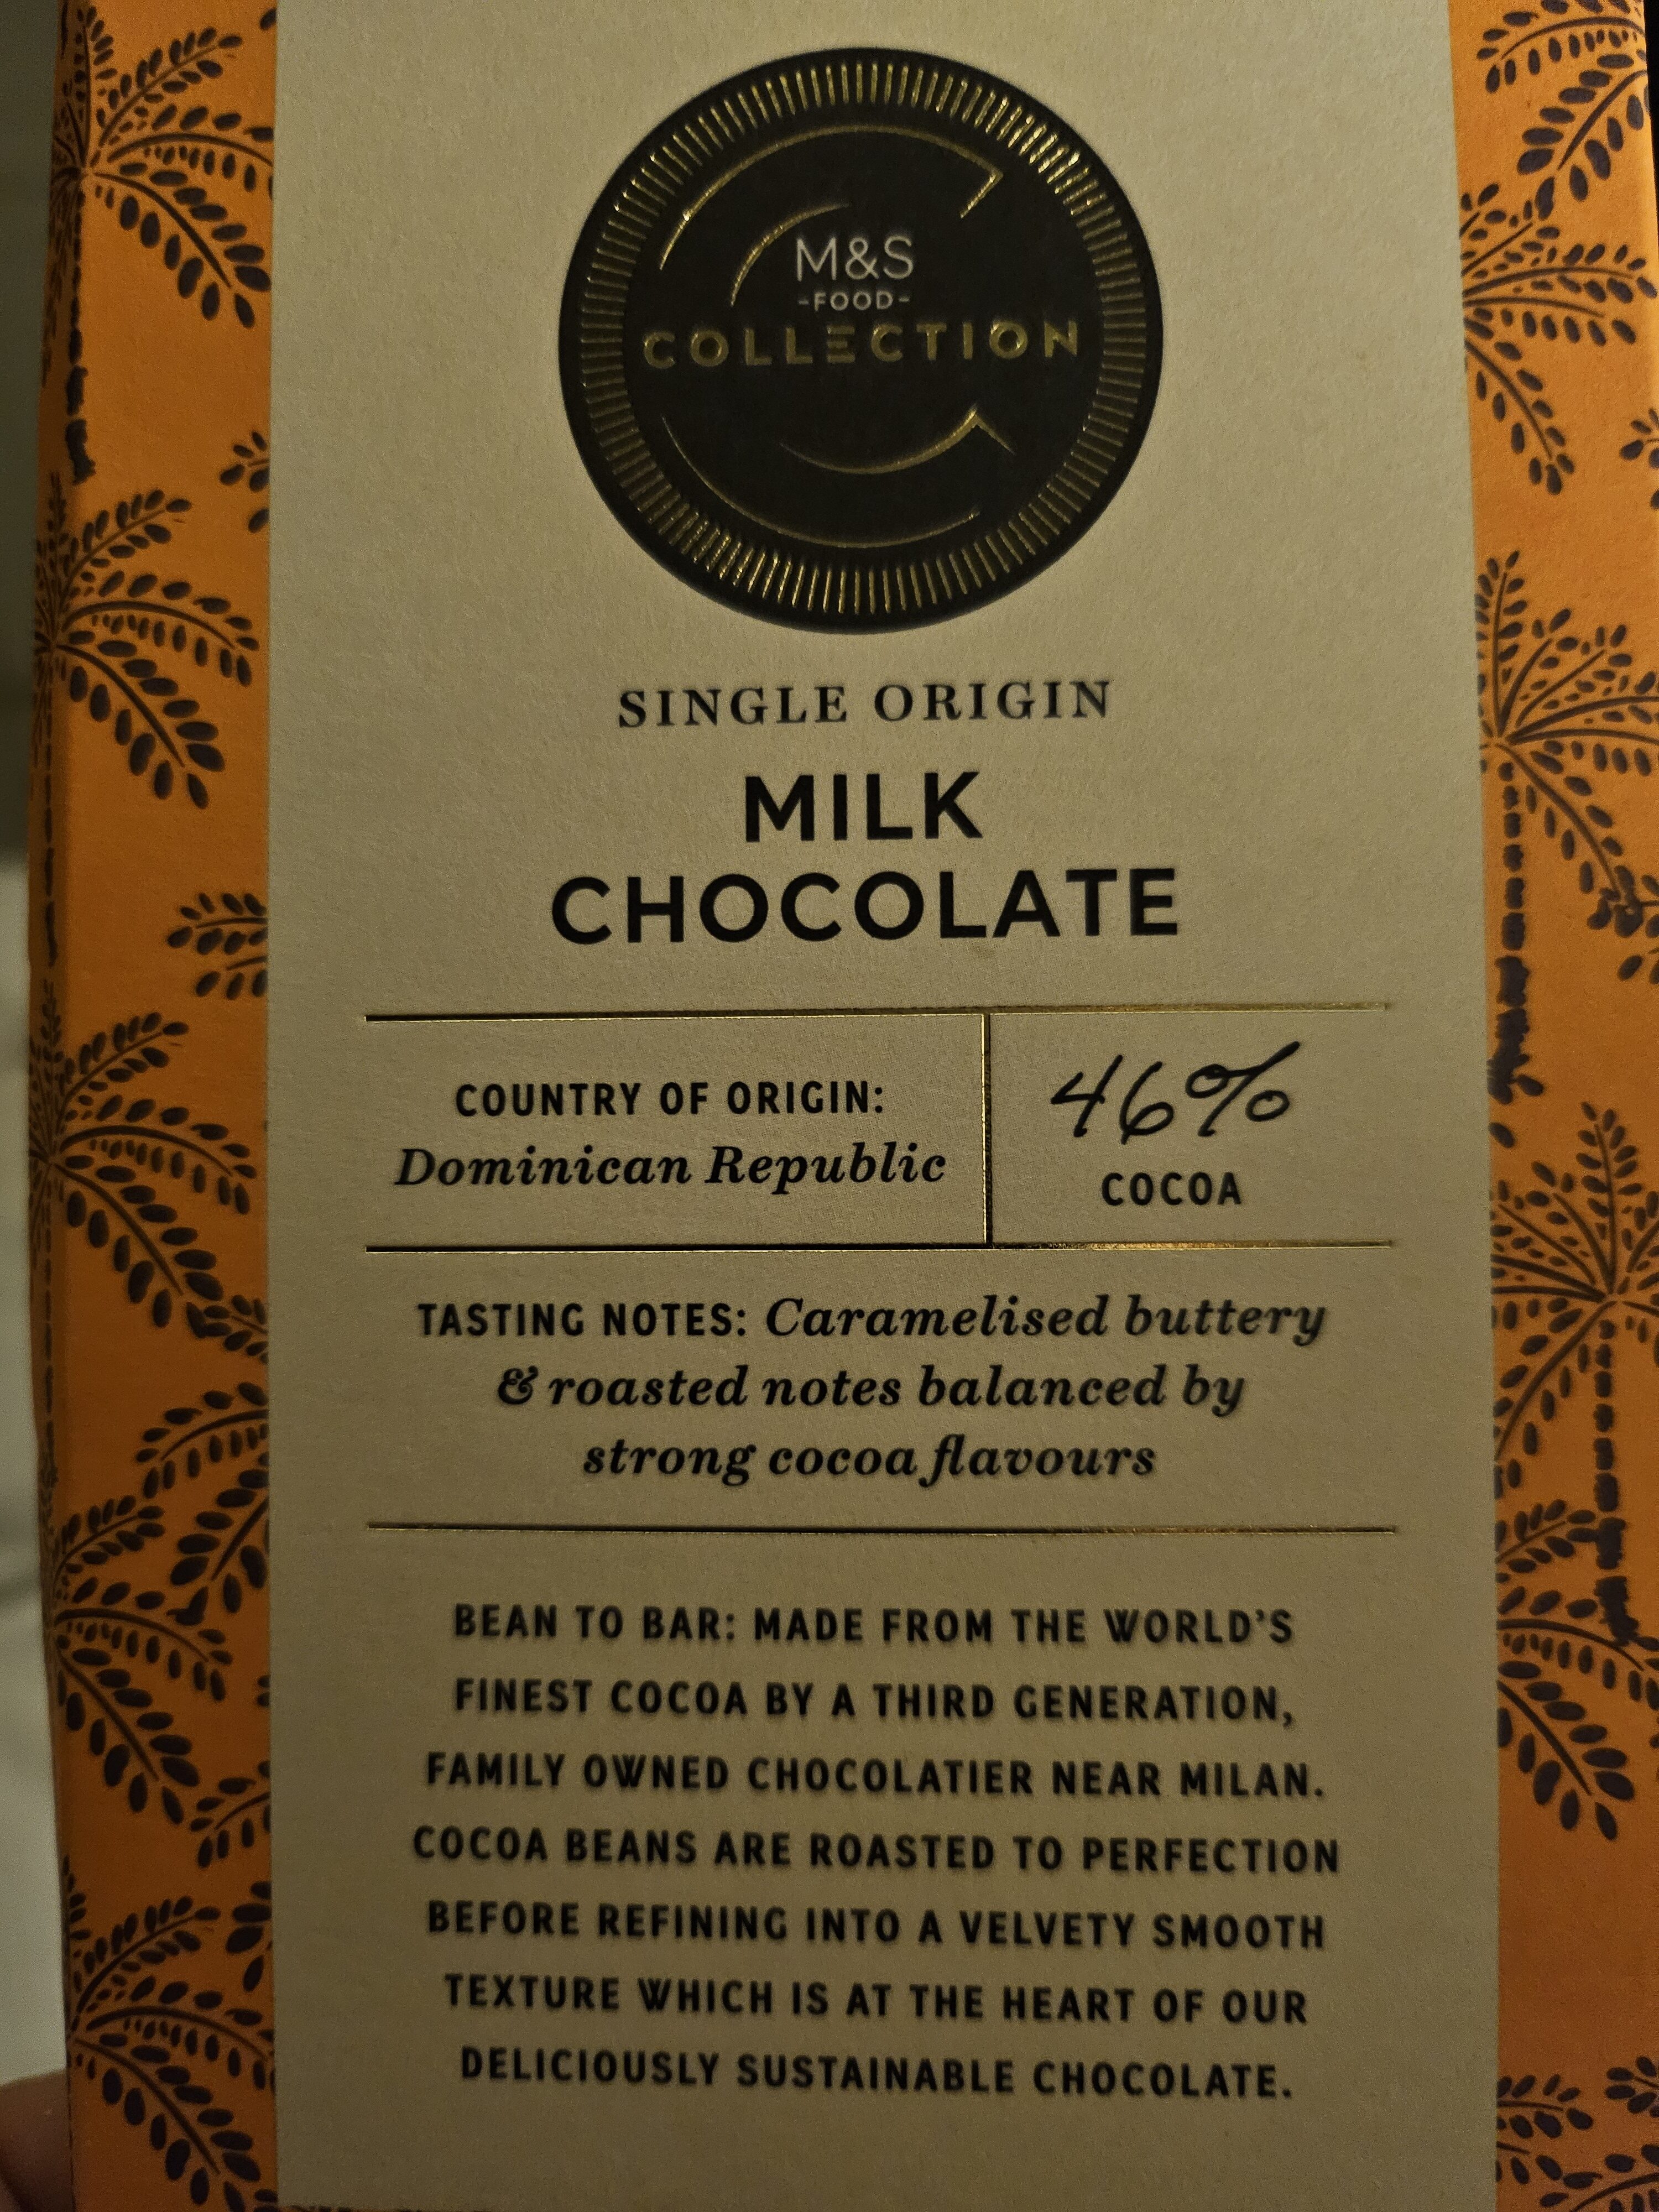 M&S
-FOOD-
COLLECTION
SINGLE ORIGIN
MILK
CHOCOLATE
COUNTRY OF ORIGIN:
Dominican Republic
46%
COCOA
TASTING NOTES: Caramelised buttery
& roasted notes balanced by
strong cocoa flavours
BEAN TO BAR: MADE FROM THE WORLD'S
FINEST COCOA BY A THIRD GENERATION,
FAMILY OWNED CHOCOLATIER NEAR MILAN.
COCOA BEANS ARE ROASTED TO PERFECTION
BEFORE REFINING INTO A VELVETY SMOOTH
TEXTURE WHICH IS AT THE HEART OF OUR
DELICIOUSLY SUSTAINABLE CHOCOLATE.